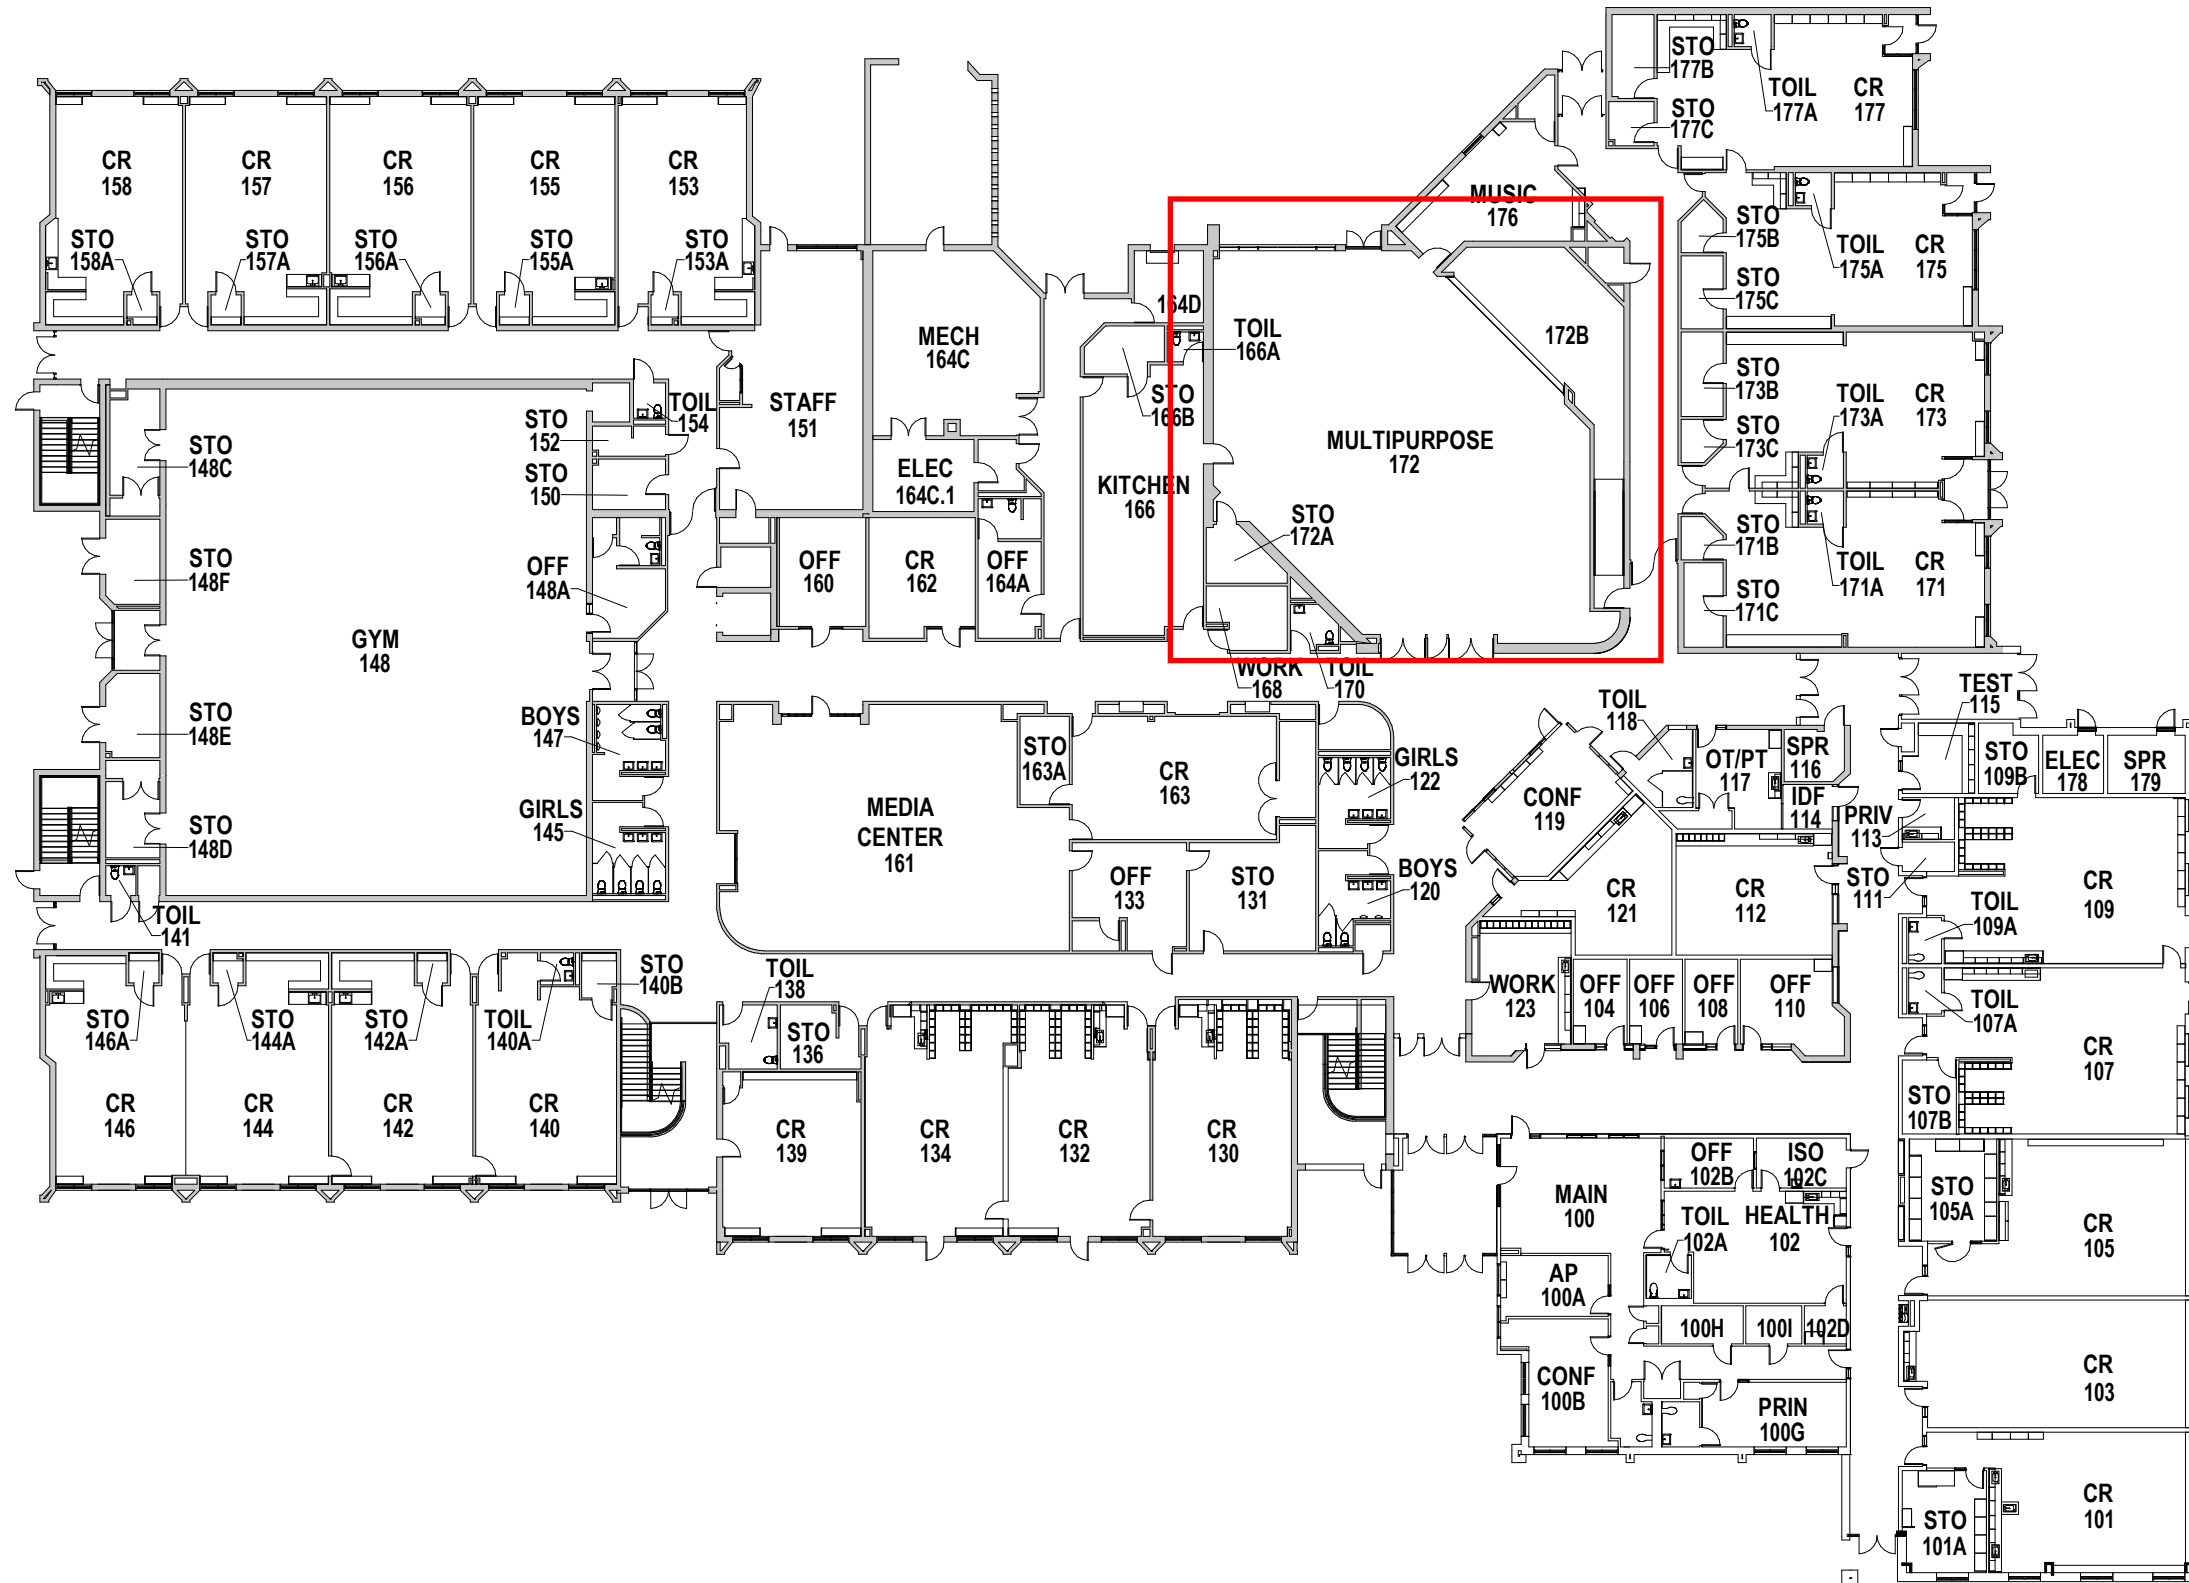 STO
177B
TOIL
177A
CR
177
STO
177C
CR
158
CR
157
CR
156
CR
155
CR
153
MUSIC
176
STO
158A
STO
157A
STO
156A
STO
155A
STO
153A
STO
175B
TOIL
175A
CR
175
STO
175C
164D
MECH
164C
TOIL
166A
172B
STO
166B
STO
173B
TOIL
173A
CR
173
STO
173C
TOIL
154
STAFF
151
STO
152
STO
148C
STO
150
ELEC
164C.1
KITCHEN
166
MULTIPURPOSE
172
STO
172A
STO
171B
TOIL
171A
CR
171
STO
171C
STO
148F
OFF
148A
OFF
160
CR
162
OFF
164A
GYM
148
WORK
168
TOIL
170
TOIL
118
TEST
115
STO
148E
BOYS
147
STO
163A
CR
163
GIRLS
122
CONF
119
OT/PT
117
SPR
116
IDF
114
STO
109B
ELEC
178
SPR
179
PRIV
113
STO
148D
GIRLS
145
MEDIA
CENTER
161
OFF
133
STO
131
BOYS
120
CR
121
CR
112
STO
111
TOIL
109A
CR
109
TOIL
141
STO
140B
TOIL
138
STO
136
WORK
123
OFF
104
OFF
106
OFF
108
OFF
110
TOIL
107A
CR
107
STO
107B
STO
146A
STO
144A
STO
142A
TOIL
140A
CR
146
CR
144
CR
142
CR
140
CR
139
CR
134
CR
132
CR
130
MAIN
100
OFF
102B
ISO
102C
TOIL
102A
HEALTH
102
STO
105A
CR
105
AP
100A
100H
100I
102D
CONF
100B
PRIN
100G
CR
103
STO
101A
CR
101